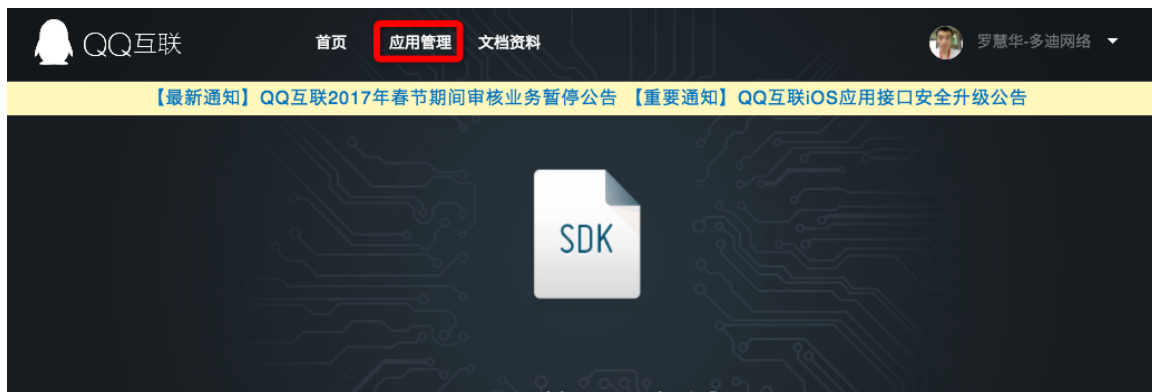 QQ互联 首页 应用管理 文档资料 罗慧华-多迪网络
【最新通知】QQ互联2017年春节期间审核业务暂停公告 【重要通知】QQ互联iOS应用接口安全升级公告
SDK